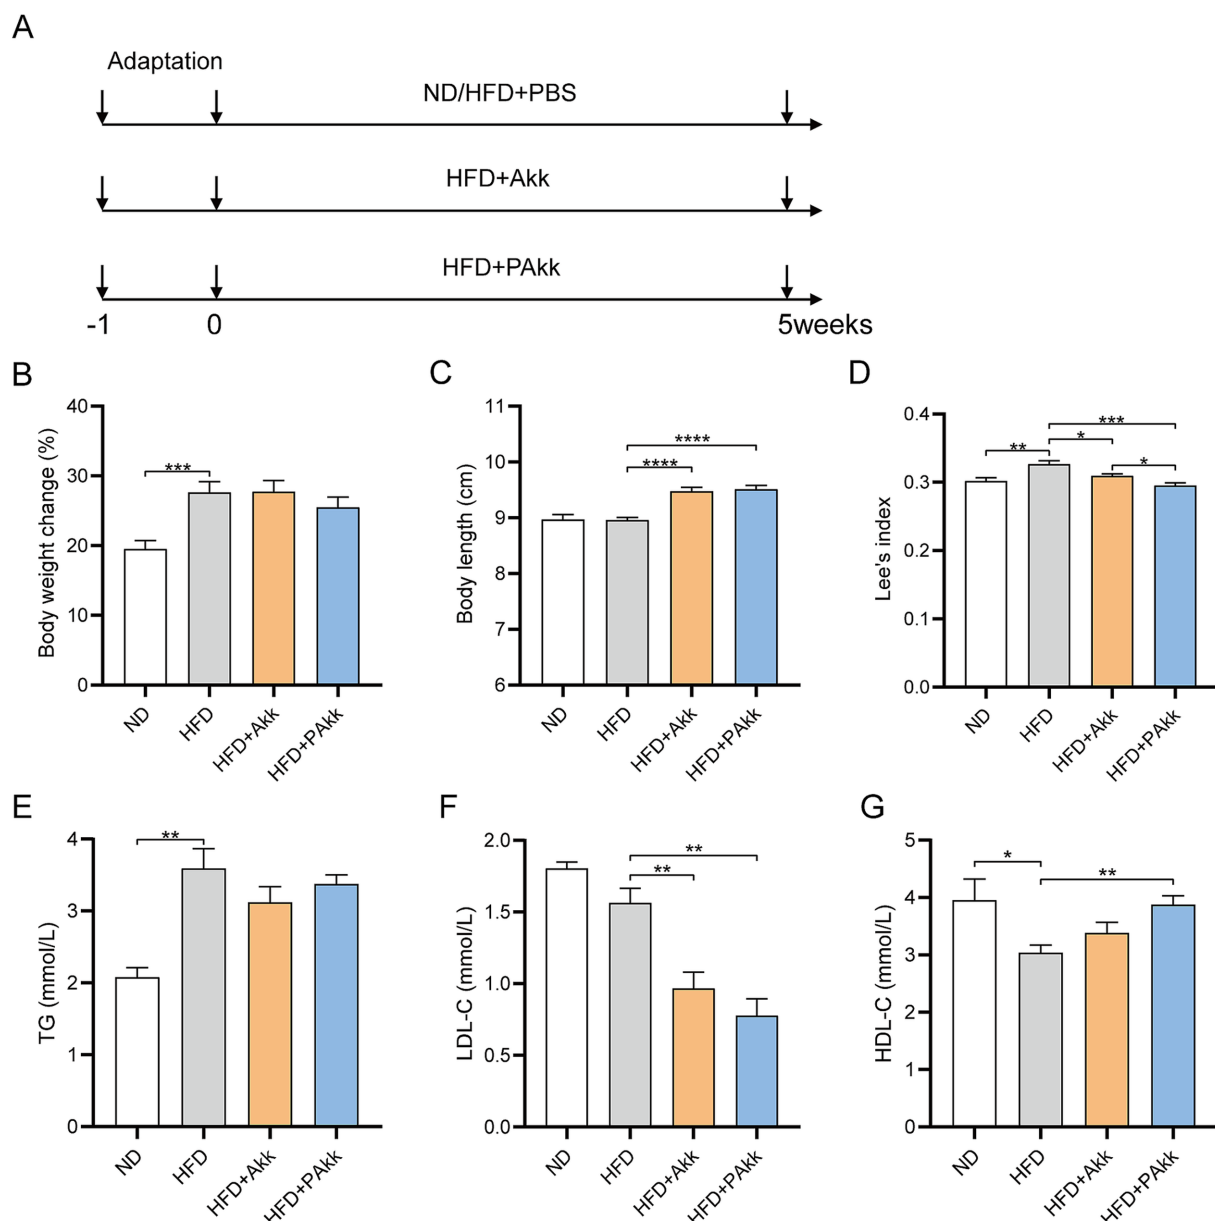 A
Adaptation
ND/HFD+PBS
HFD+Akk
HFD+PAkk
-1 0 5weeks
B
Body weight change (%)
40
30
20
10
0
***
ND HFD HFD+Akk HFD+PAkk
C
Body length (cm)
11
10
9
8
7
6
****
****
ND HFD HFD+Akk HFD+PAkk
D
Lee's index
0.4
0.3
0.2
0.1
0.0
***
*
**
*
ND HFD HFD+Akk HFD+PAkk
E
TG (mmol/L)
4
3
2
1
0
**
ND HFD HFD+Akk HFD+PAkk
F
LDL-C (mmol/L)
2.0
1.5
1.0
0.5
0.0
**
**
ND HFD HFD+Akk HFD+PAkk
G
HDL-C (mmol/L)
5
4
3
2
1
0
*
**
ND HFD HFD+Akk HFD+PAkk